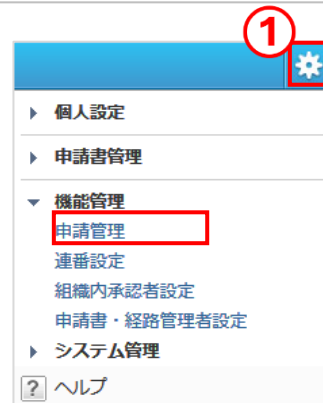 ①
個人設定
申請書管理
機能管理
申請管理
連番設定
組織内承認者設定
申請書・経路管理者設定
システム管理
? ヘルプ